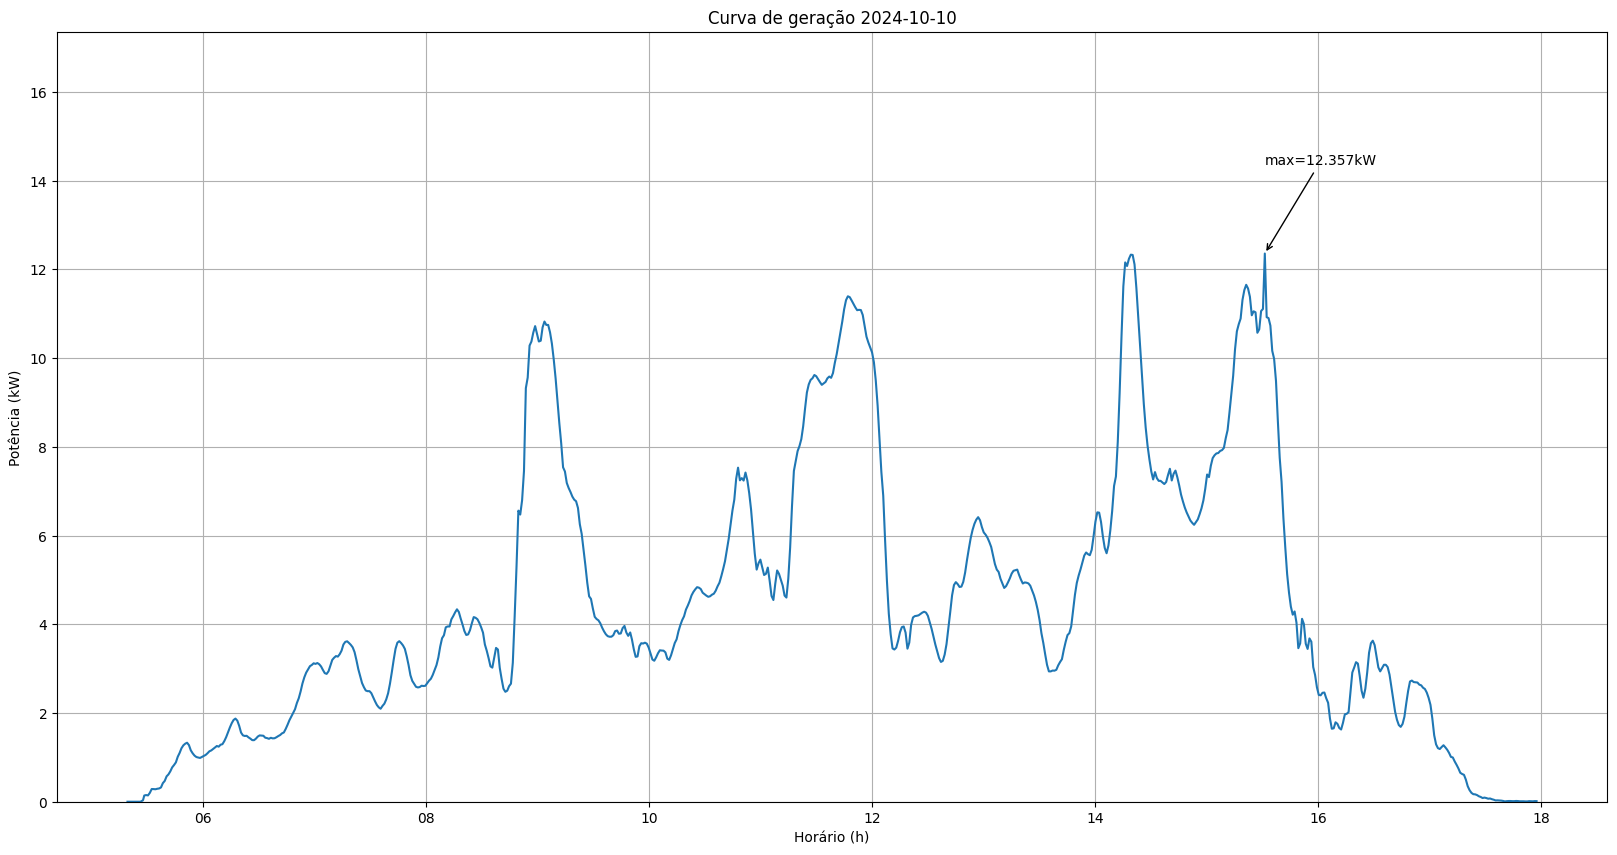 Curva de geração 2024-10-10
16
14
12
10
8
6
4
2
0
Potência (kW)
max=12.357kW
06 08 10 12 14 16 18
Horário (h)